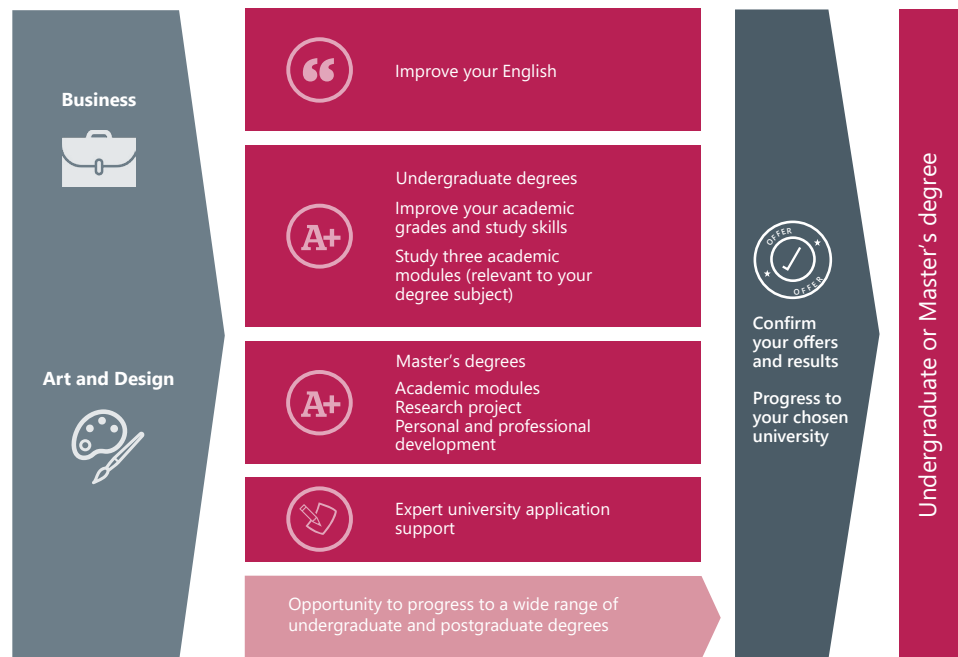 Business
Art and Design
Improve your English
A+
Undergraduate degrees
Improve your academic
grades and study skills
Study three academic
modules (relevant to your
degree subject)
A+
Master’s degrees
Academic modules
Research project
Personal and professional
development
Expert university application
support
Opportunity to progress to a wide range of
undergraduate and postgraduate degrees
OFFER
OFFER
Confirm
your offers
and results
Progress to
your chosen
university
Undergraduate or Master’s degree